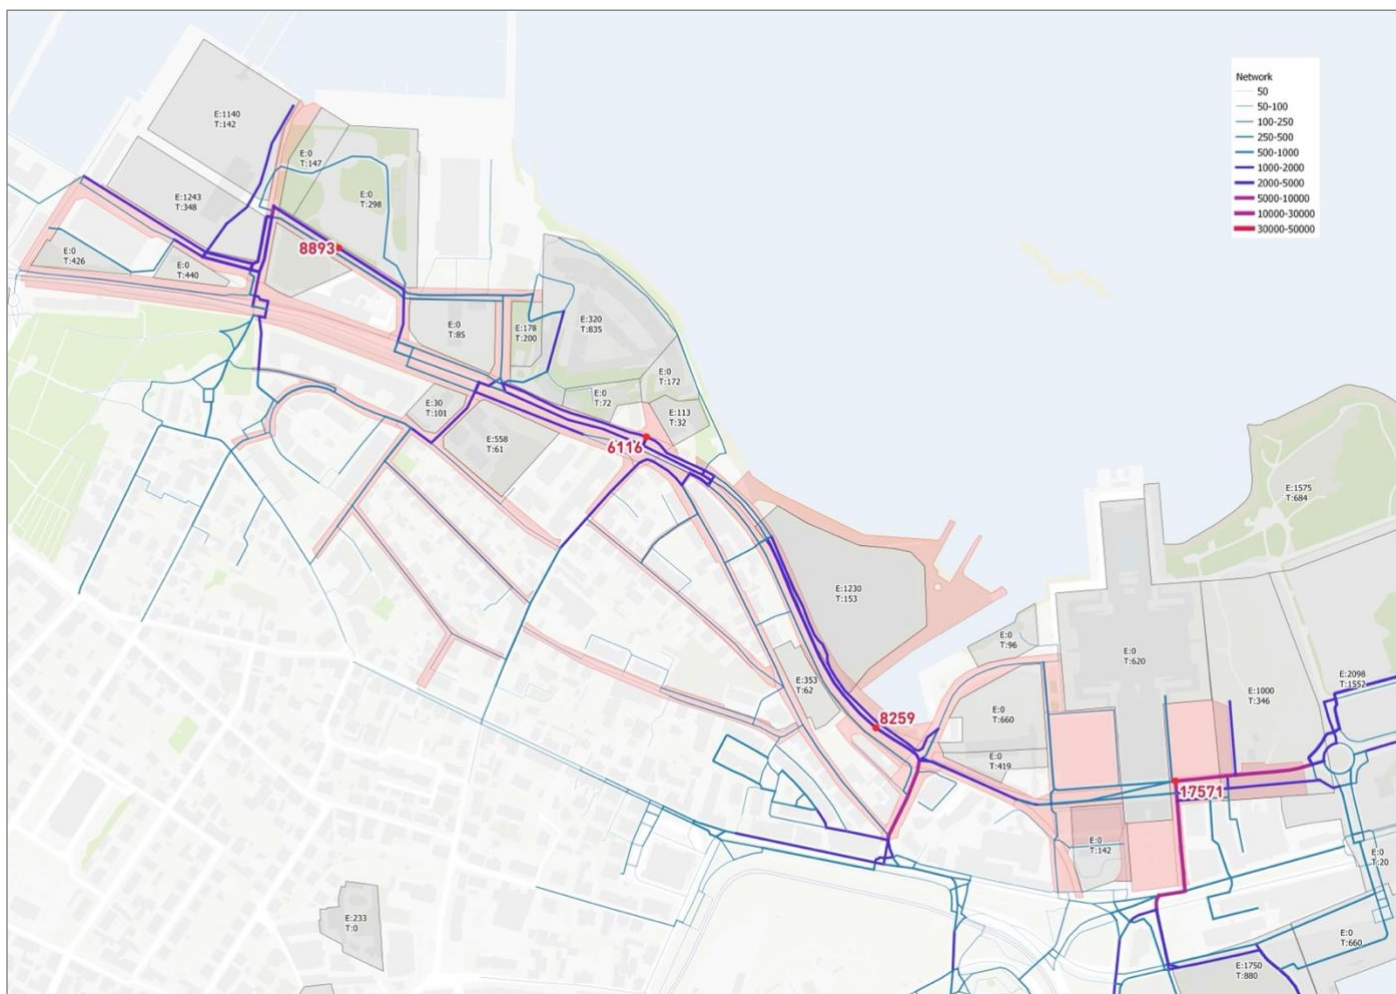 Network
50
50-100
100-250
250-500
500-1000
1000-2000
2000-5000
5000-10000
10000-30000
30000-50000
E:1140
T:142
E:0
T:147
E:0
T:298
E:1243
T:348
E:0
T:426
E:0
T:440
8893
E:0
T:85
E:178
T:200
E:320
T:835
E:0
T:172
E:0
T:72
E:113
T:32
E:30
T:101
E:558
T:61
6116
E:1575
T:684
E:1230
T:153
E:0
T:96
E:0
T:620
E:353
T:62
E:2098
T:1552
E:1000
T:346
E:0
T:660
8259
E:0
T:419
17571
E:0
T:142
E:0
T:20
E:233
T:0
E:0
T:660
E:1750
T:880